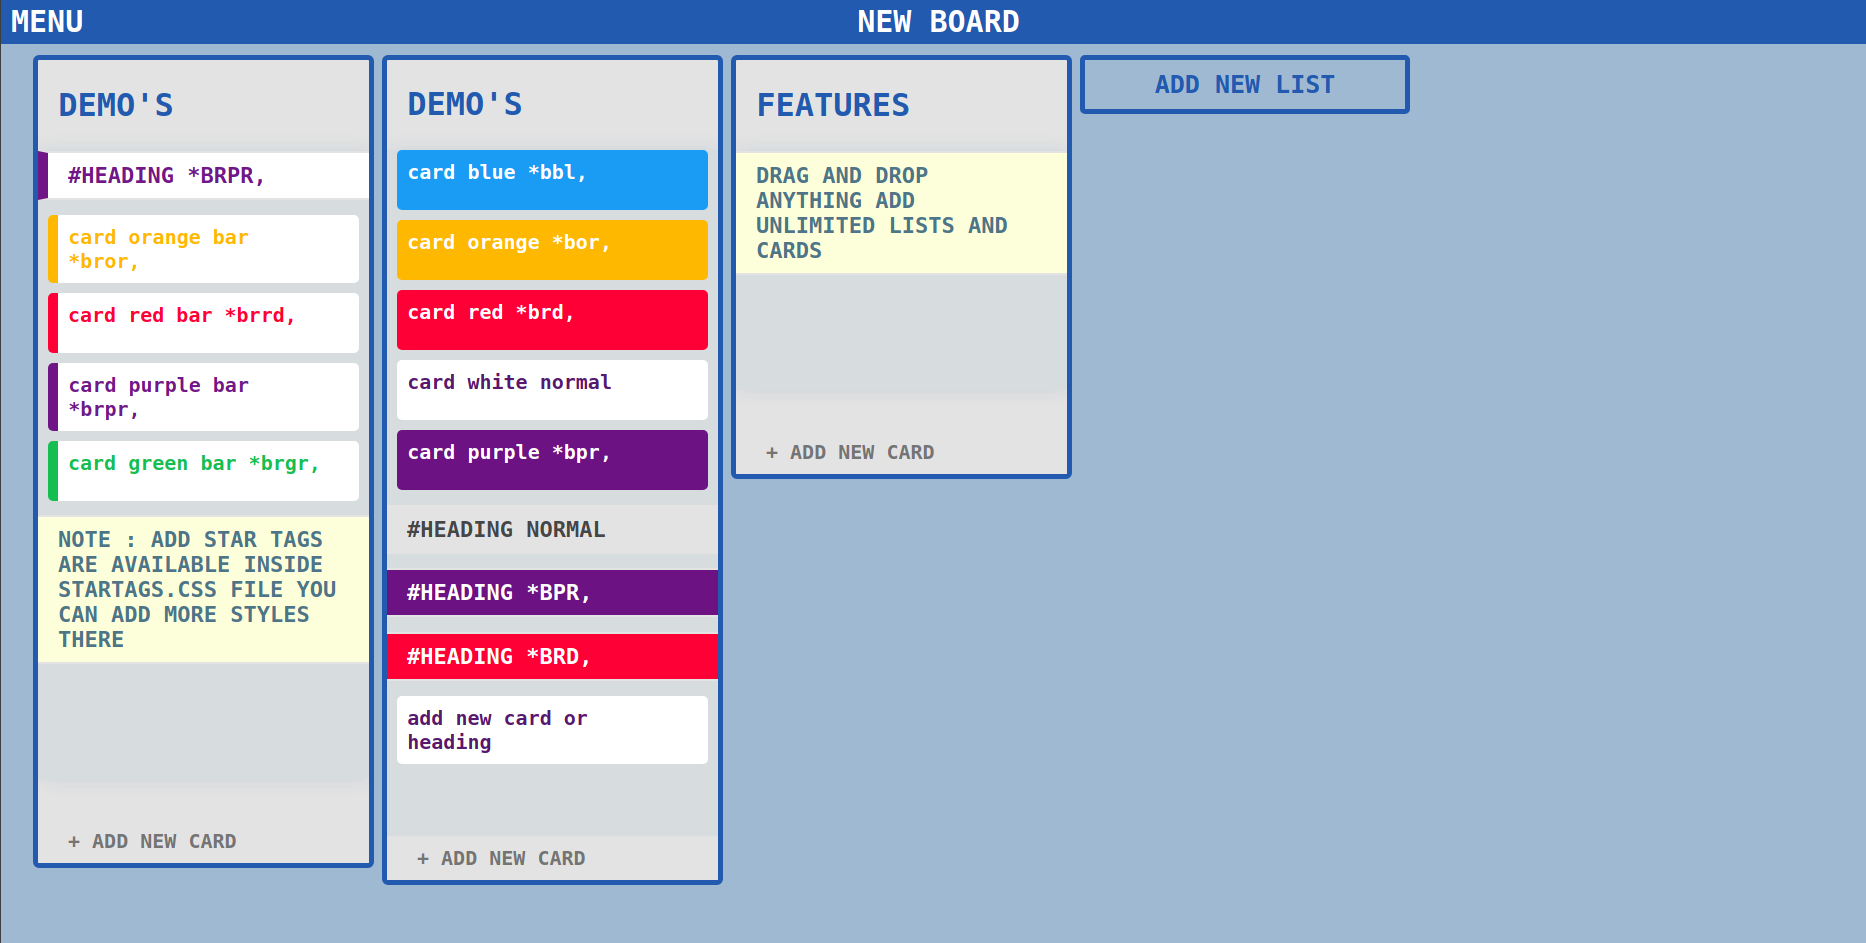 MENU
NEW BOARD
DEMO'S
#HEADING *BRPR,
card orange bar
*bror,
card red bar *brrd,
card purple bar
*brpr,
card green bar *brgr,
NOTE : ADD STAR TAGS
ARE AVAILABLE INSIDE
STARTAGS.CSS FILE YOU
CAN ADD MORE STYLES
THERE
+ ADD NEW CARD
DEMO'S
card blue *bbl,
card orange *bor,
card red *brd,
card white normal
card purple *bpr,
#HEADING NORMAL
#HEADING *BPR,
#HEADING *BRD,
add new card or
heading
+ ADD NEW CARD
FEATURES
DRAG AND DROP
ANYTHING ADD
UNLIMITED LISTS AND
CARDS
+ ADD NEW CARD
ADD NEW LIST